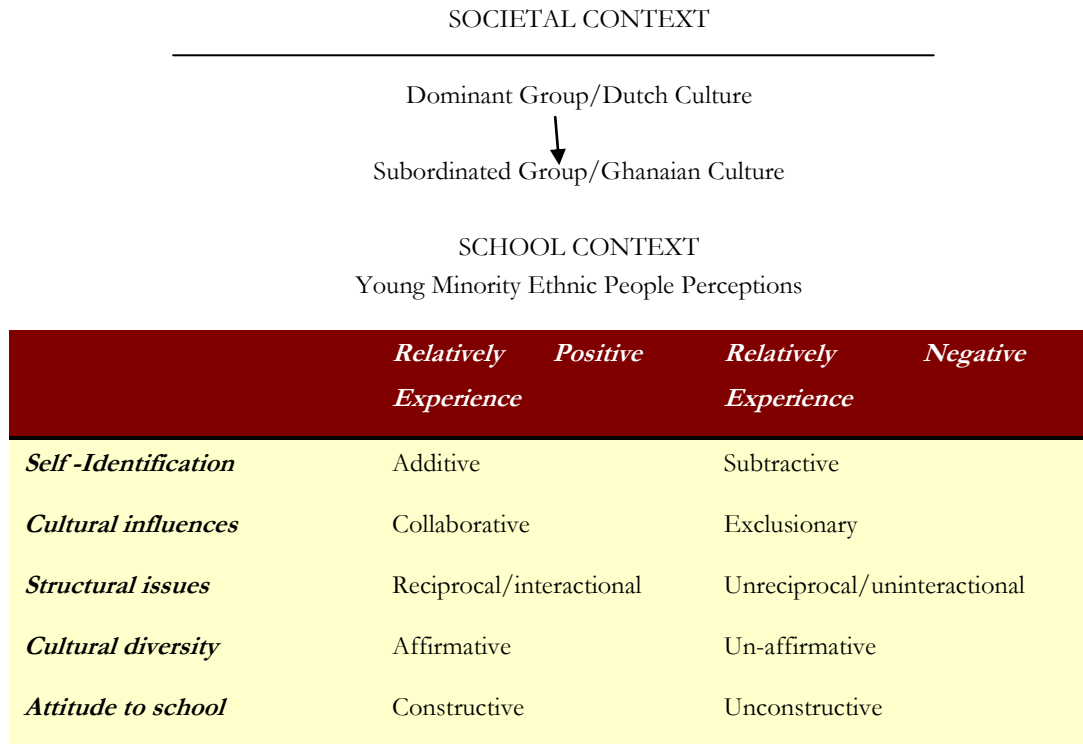 SOCIETAL CONTEXT
Dominant Group/Dutch Culture
Subordinated Group/Ghanaian Culture
SCHOOL CONTEXT
Young Minority Ethnic People Perceptions
Relatively Positive Relatively Negative
Experience Experience
Self -Identification Additive Subtractive
Cultural influences Collaborative Exclusionary
Structural issues Reciprocal/interactional Unreciprocal/uninteractional
Cultural diversity Affirmative Un-affirmative
Attitude to school Constructive Unconstructive